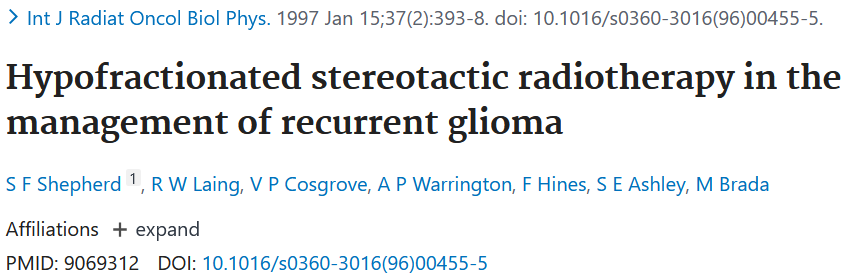 Int J Radiat Oncol Biol Phys. 1997 Jan 15;37(2):393-8. doi: 10.1016/s0360-3016(96)00455-5.
Hypofractionated stereotactic radiotherapy in the
management of recurrent glioma
S F Shepherd 1, R W Laing, V P Cosgrove, A P Warrington, F Hines, S E Ashley, M Brada
Affiliations + expand
PMID: 9069312 DOI: 10.1016/s0360-3016(96)00455-5